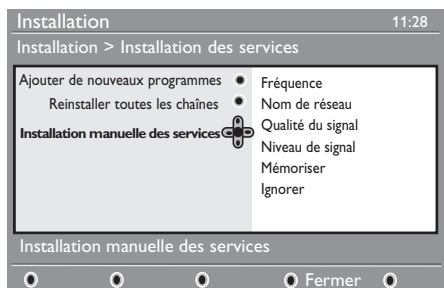 Installation 11:28
Installation > Installation des services
Ajouter de nouveaux programmes
Reinstaller toutes les chaînes
Installation manuelle des services
Fréquence
Nom de réseau
Qualité du signal
Niveau de signal
Mémoriser
Ignorer
Installation manuelle des services
Fermer